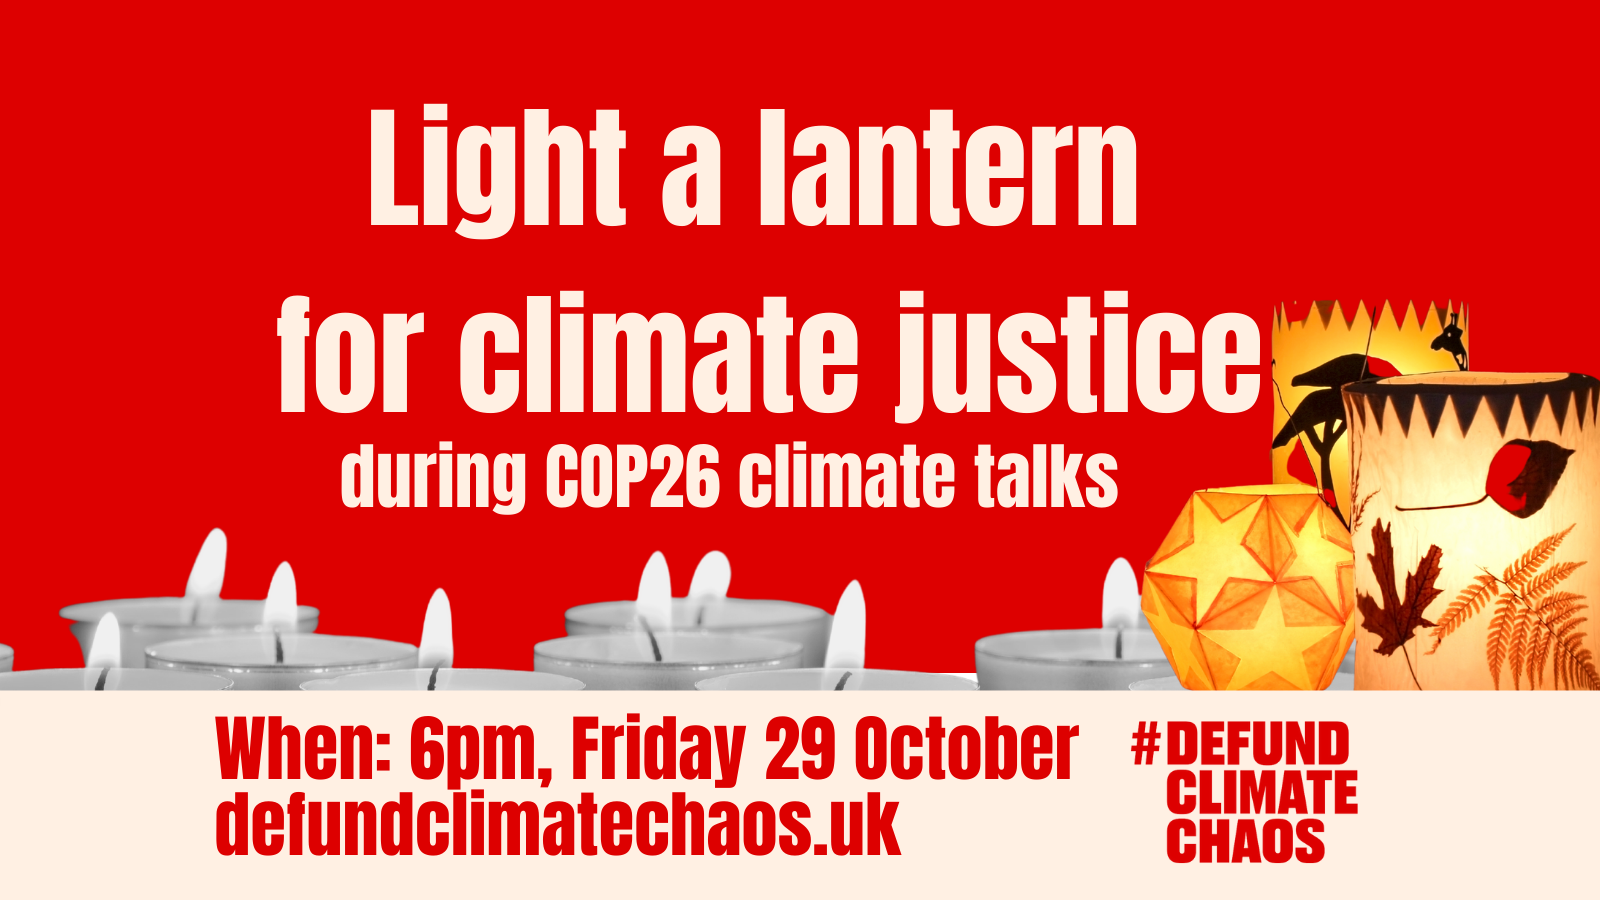 Light a lantern
for climate justice
during COP26 climate talks
When: 6pm, Friday 29 October
defundclimatechaos.uk
#DEFUND
CLIMATE
CHAOS